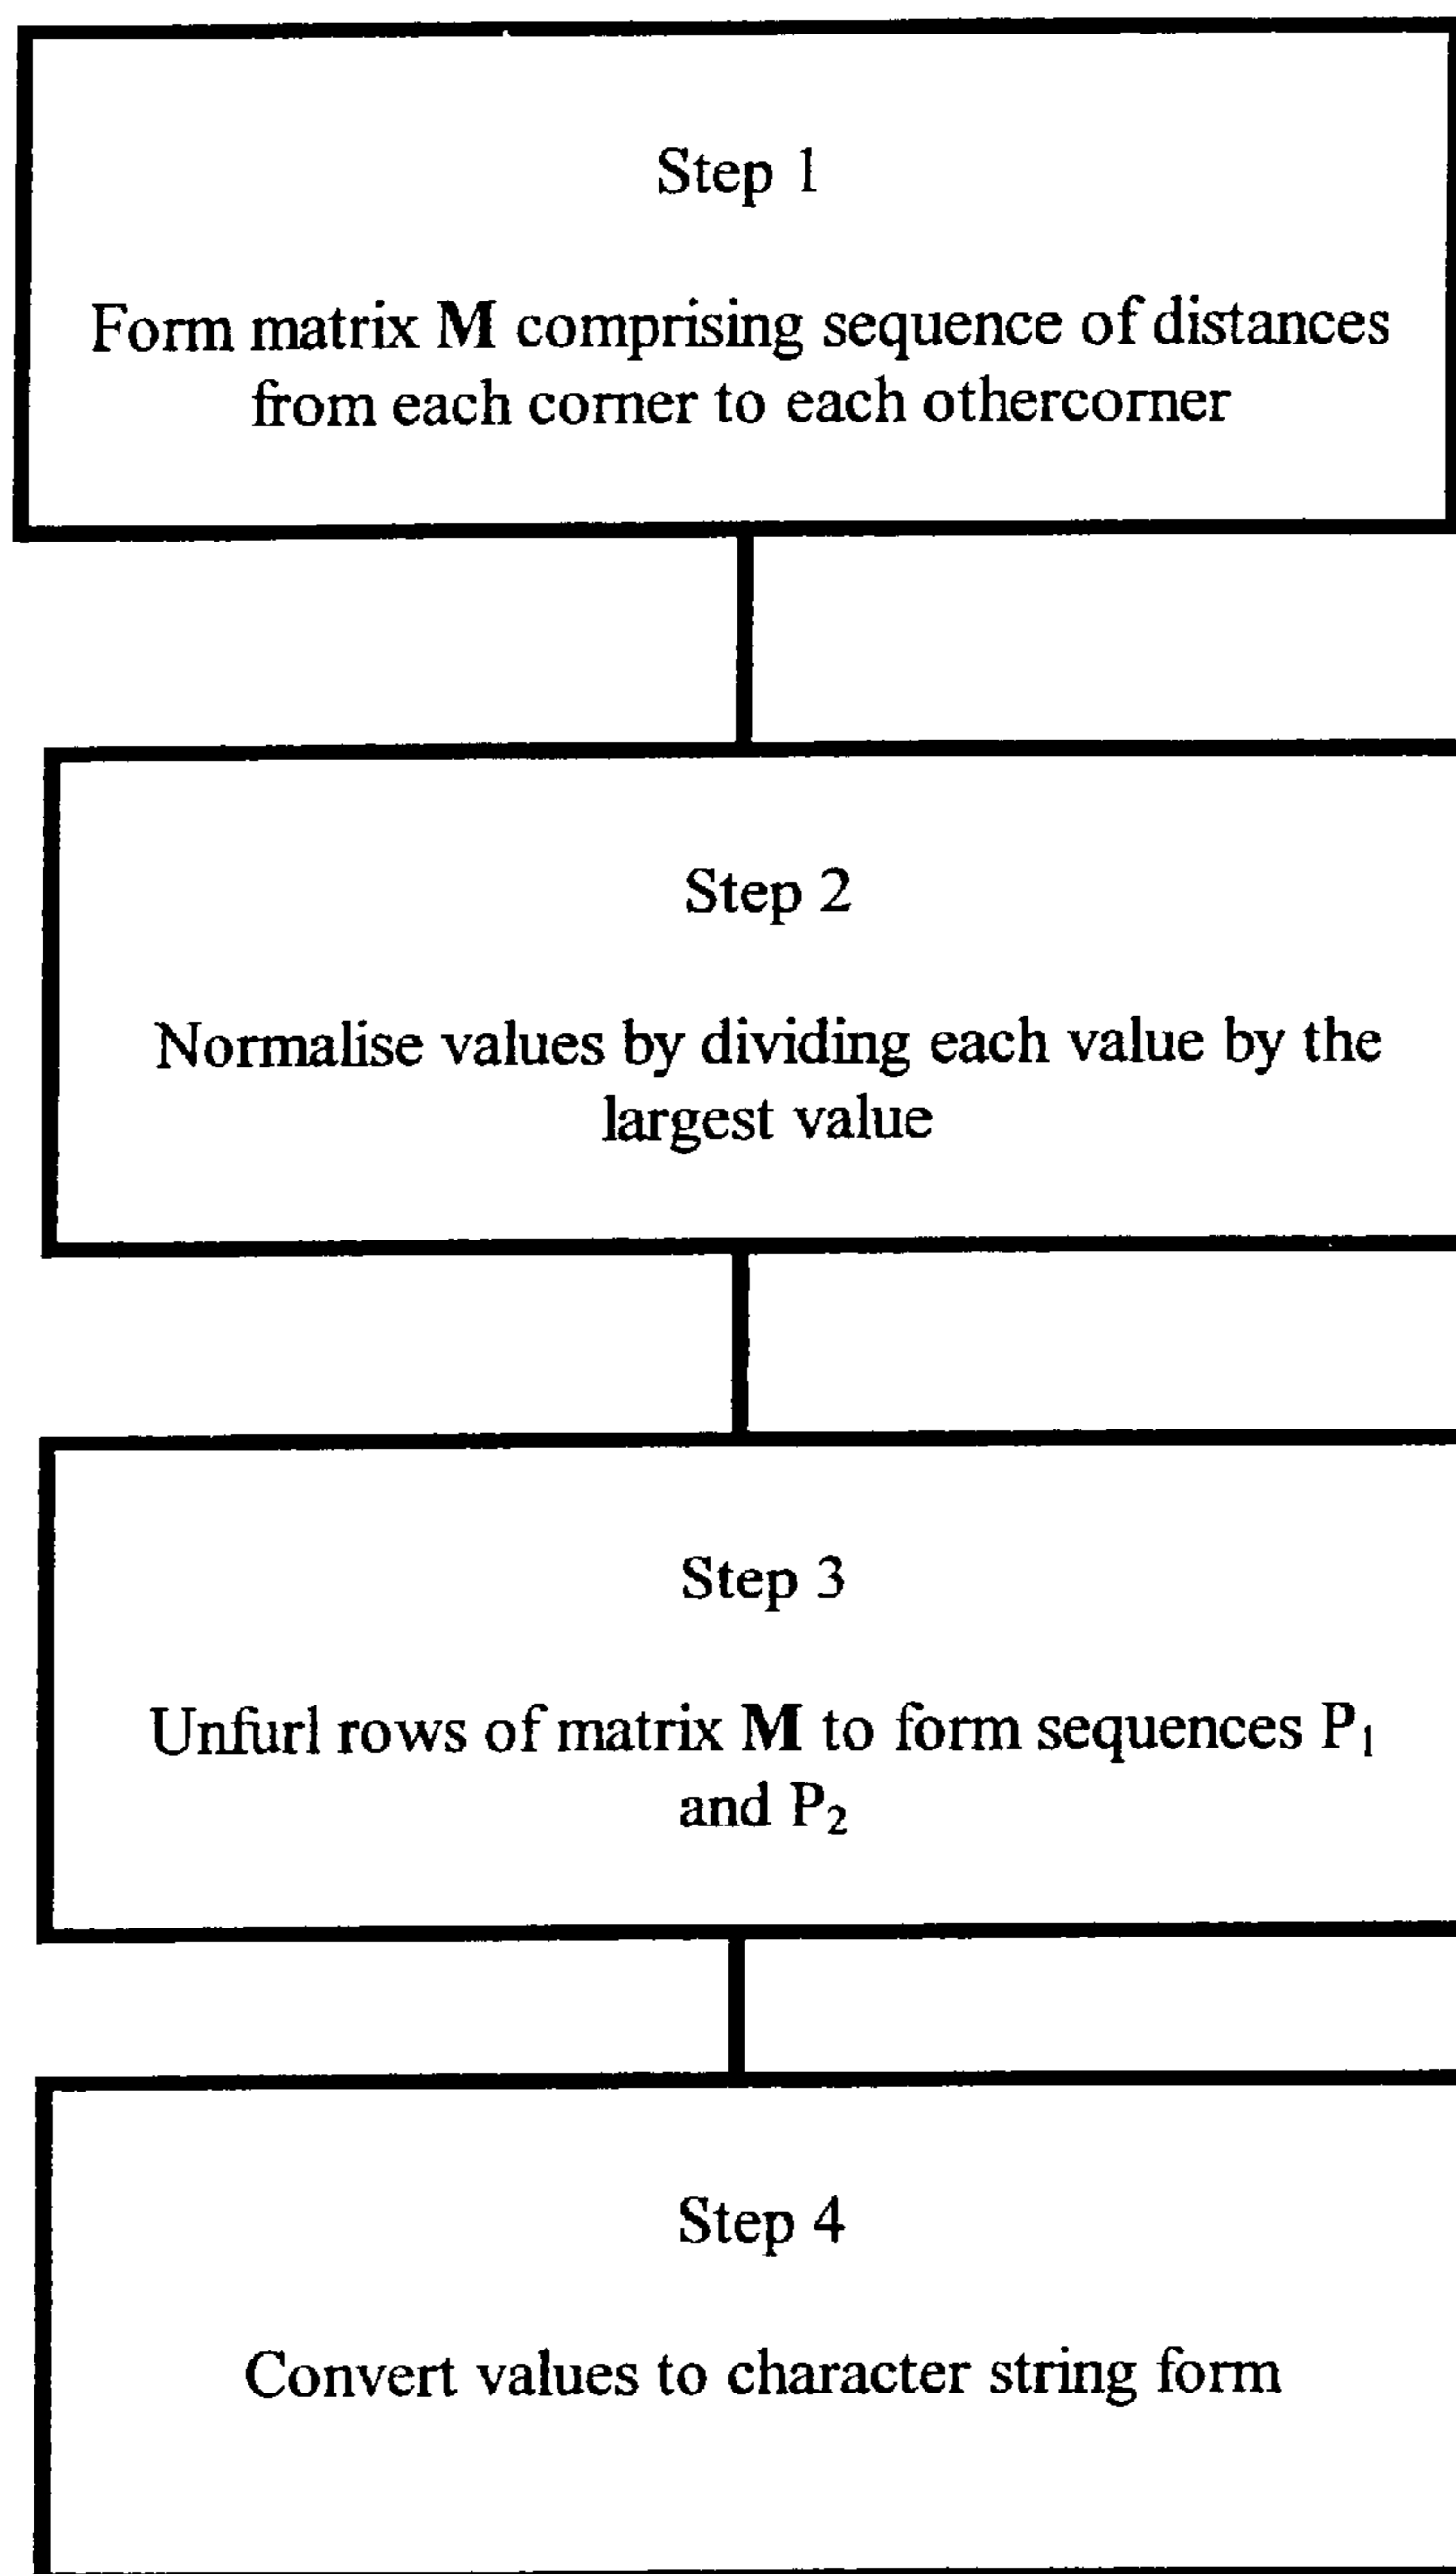 Step 1
Form matrix M comprising sequence of distances
from each corner to each othercorner
Step 2
Normalise values by dividing each value by the
largest value
Step 3
Unfurl rows of matrix M to form sequences P₁
and P₂
Step 4
Convert values to character string form